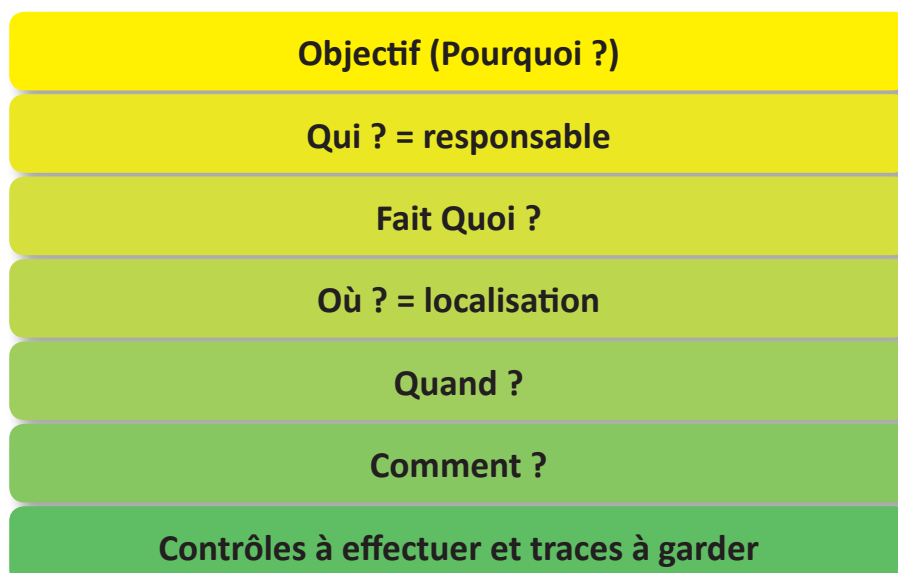 Objectif (Pourquoi ?)
Qui ? = responsable
Fait Quoi ?
Où ? = localisation
Quand ?
Comment ?
Contrôles à effectuer et traces à garder